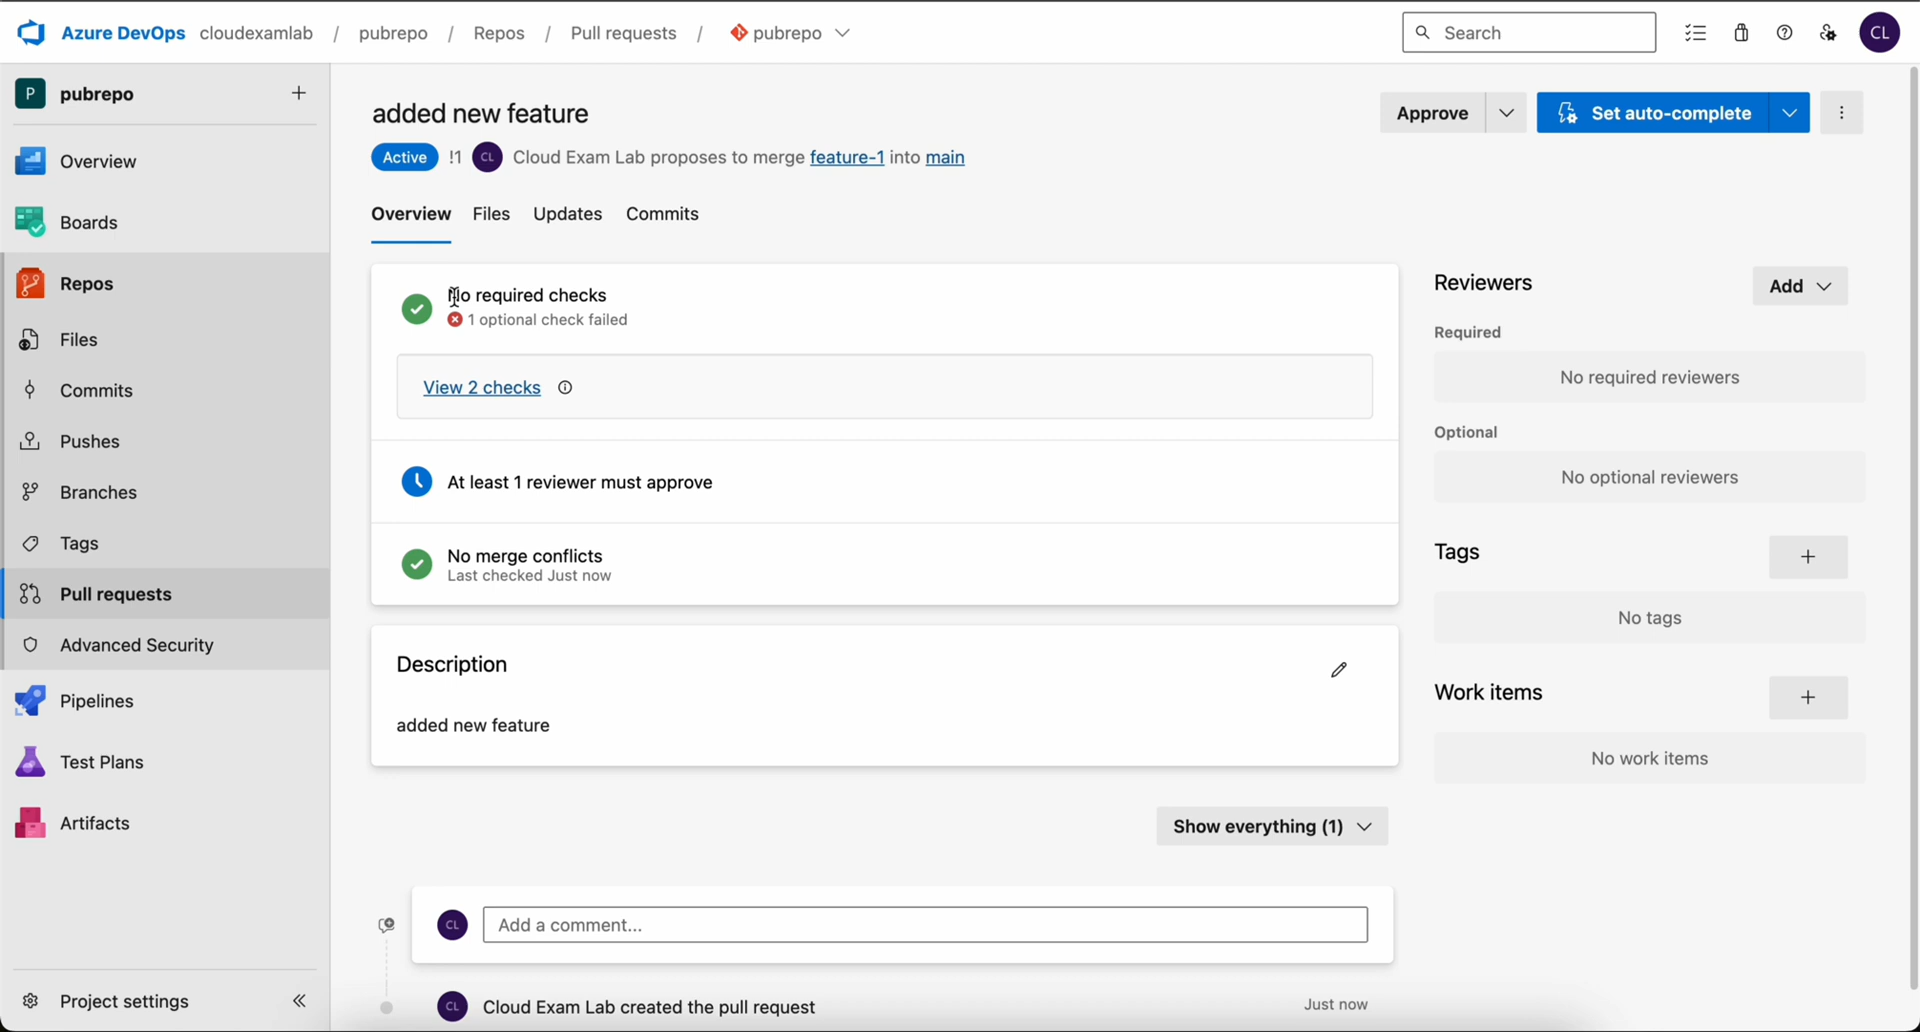 Azure DevOps cloudexamlab / pubrepo / Repos / Pull requests / pubrepo
Search
CL
P pubrepo
Overview
Boards
Repos
Files
Commits
Pushes
Branches
Tags
Pull requests
Advanced Security
Pipelines
Test Plans
Artifacts
Project settings
added new feature
Approve
Set auto-complete
Active !1 CL Cloud Exam Lab proposes to merge feature-1 into main
Overview Files Updates Commits
No required checks
1 optional check failed
View 2 checks
At least 1 reviewer must approve
No merge conflicts
Last checked Just now
Description
added new feature
Show everything (1)
CL Add a comment...
CL Cloud Exam Lab created the pull request Just now
Reviewers Add
Required
No required reviewers
Optional
No optional reviewers
Tags
No tags
Work items
No work items